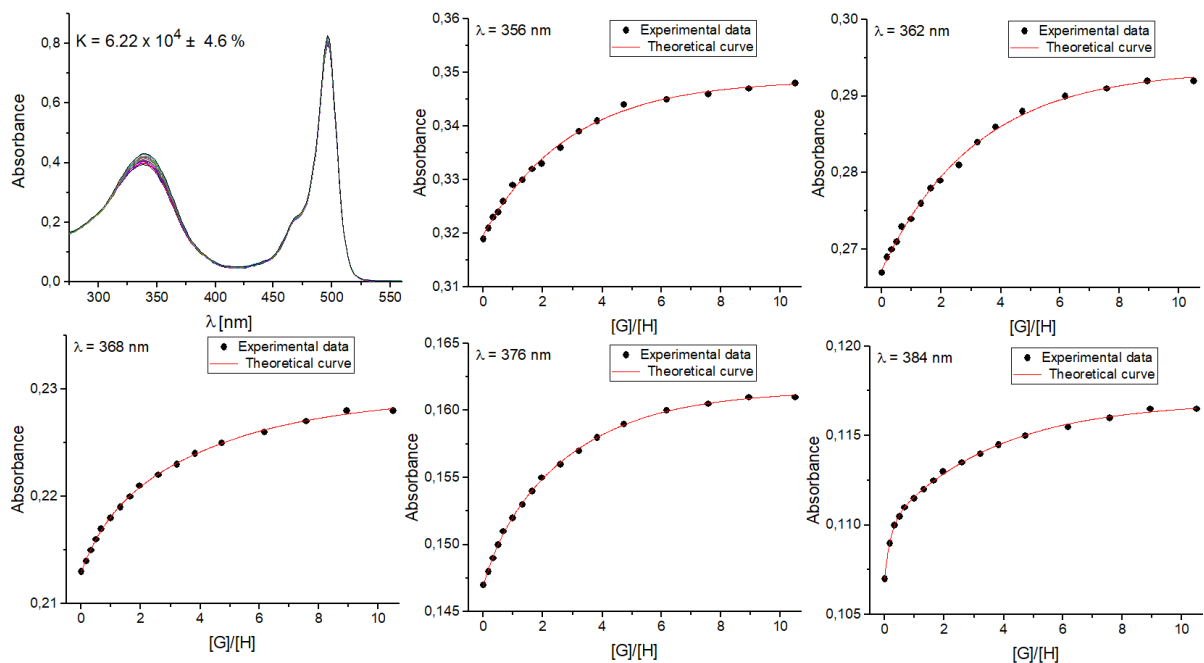 K = 6.22 x 10⁴ ± 4.6 %
0,8
0,6
0,4
0,2
0,0
Absorbance
300 350 400 450 500 550
λ [nm]
λ = 356 nm
Experimental data
Theoretical curve
0,36
0,35
0,34
0,33
0,32
0,31
Absorbance
0 2 4 6 8 10
[G]/[H]
λ = 362 nm
Experimental data
Theoretical curve
0,30
0,29
0,28
0,27
Absorbance
0 2 4 6 8 10
[G]/[H]
λ = 368 nm
Experimental data
Theoretical curve
0,23
0,22
0,21
Absorbance
0 2 4 6 8 10
[G]/[H]
λ = 376 nm
Experimental data
Theoretical curve
0,165
0,160
0,155
0,150
0,145
Absorbance
0 2 4 6 8 10
[G]/[H]
λ = 384 nm
Experimental data
Theoretical curve
0,120
0,115
0,110
0,105
Absorbance
0 2 4 6 8 10
[G]/[H]